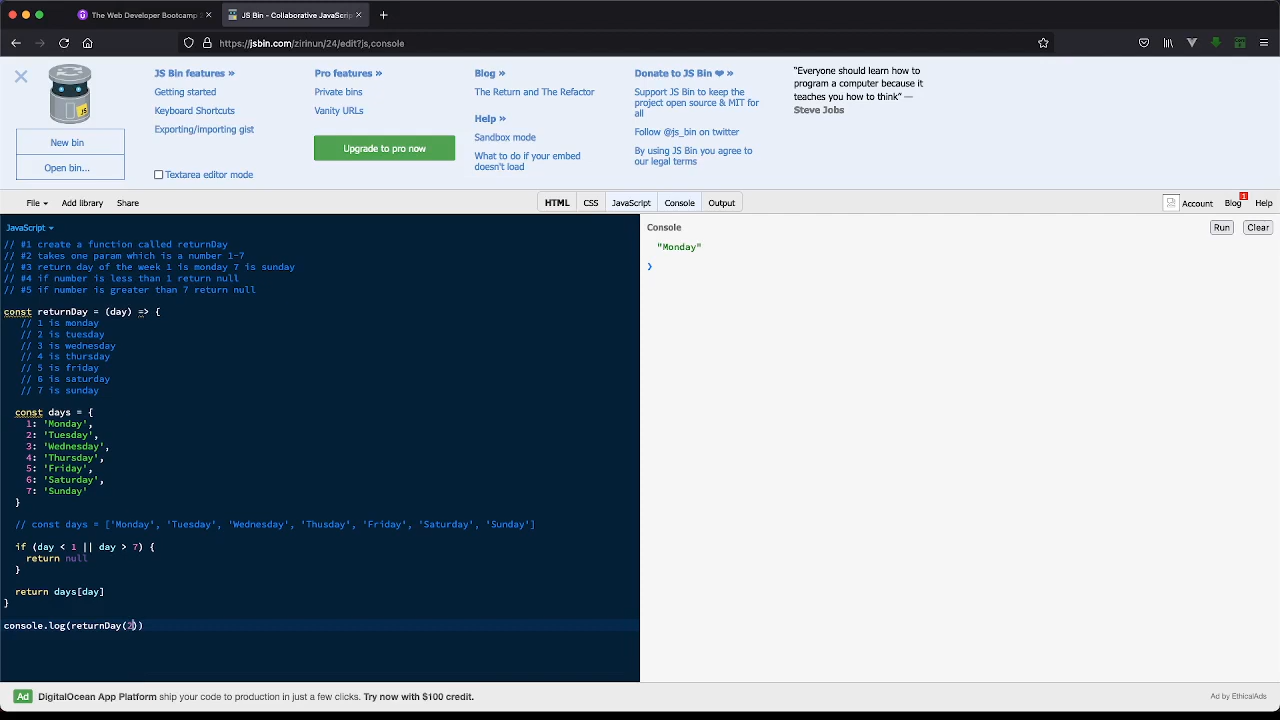 The Web Developer Bootcamp
JS Bin - Collaborative JavaScrip
https://jsbin.com/zirinun/24/edit?js,console
JS
New bin
Open bin...
JS Bin features »
Getting started
Keyboard Shortcuts
Exporting/importing gist
Textarea editor mode
Pro features »
Private bins
Vanity URLs
Upgrade to pro now
Blog »
The Return and The Refactor
Help »
Sandbox mode
What to do if your embed
doesn't load
Donate to JS Bin ❤ »
Support JS Bin to keep the
project open source & MIT for
all
Follow @js_bin on twitter
By using JS Bin you agree to
our legal terms
“Everyone should learn how to
program a computer because it
teaches you how to think” —
Steve Jobs
File
Add library
Share
HTML
CSS
JavaScript
Console
Output
Account
Blog
1
Help
JavaScript
// #1 create a function called returnDay
// #2 takes one param which is a number 1-7
// #3 return day of the week 1 is monday 7 is sunday
// #4 if number is less than 1 return null
// #5 if number is greater than 7 return null
const returnDay = (day) => {
// 1 is monday
// 2 is tuesday
// 3 is wednesday
// 4 is thursday
// 5 is friday
// 6 is saturday
// 7 is sunday
const days = {
1: 'Monday',
2: 'Tuesday',
3: 'Wednesday',
4: 'Thursday',
5: 'Friday',
6: 'Saturday',
7: 'Sunday'
}
// const days = ['Monday', 'Tuesday', 'Wednesday', 'Thusday', 'Friday', 'Saturday', 'Sunday']
if (day < 1 || day > 7) {
return null
}
return days[day]
}
console.log(returnDay(2))
Console
Run
Clear
"Monday"
Ad
DigitalOcean App Platform ship your code to production in just a few clicks. Try now with $100 credit.
Ad by EthicalAds